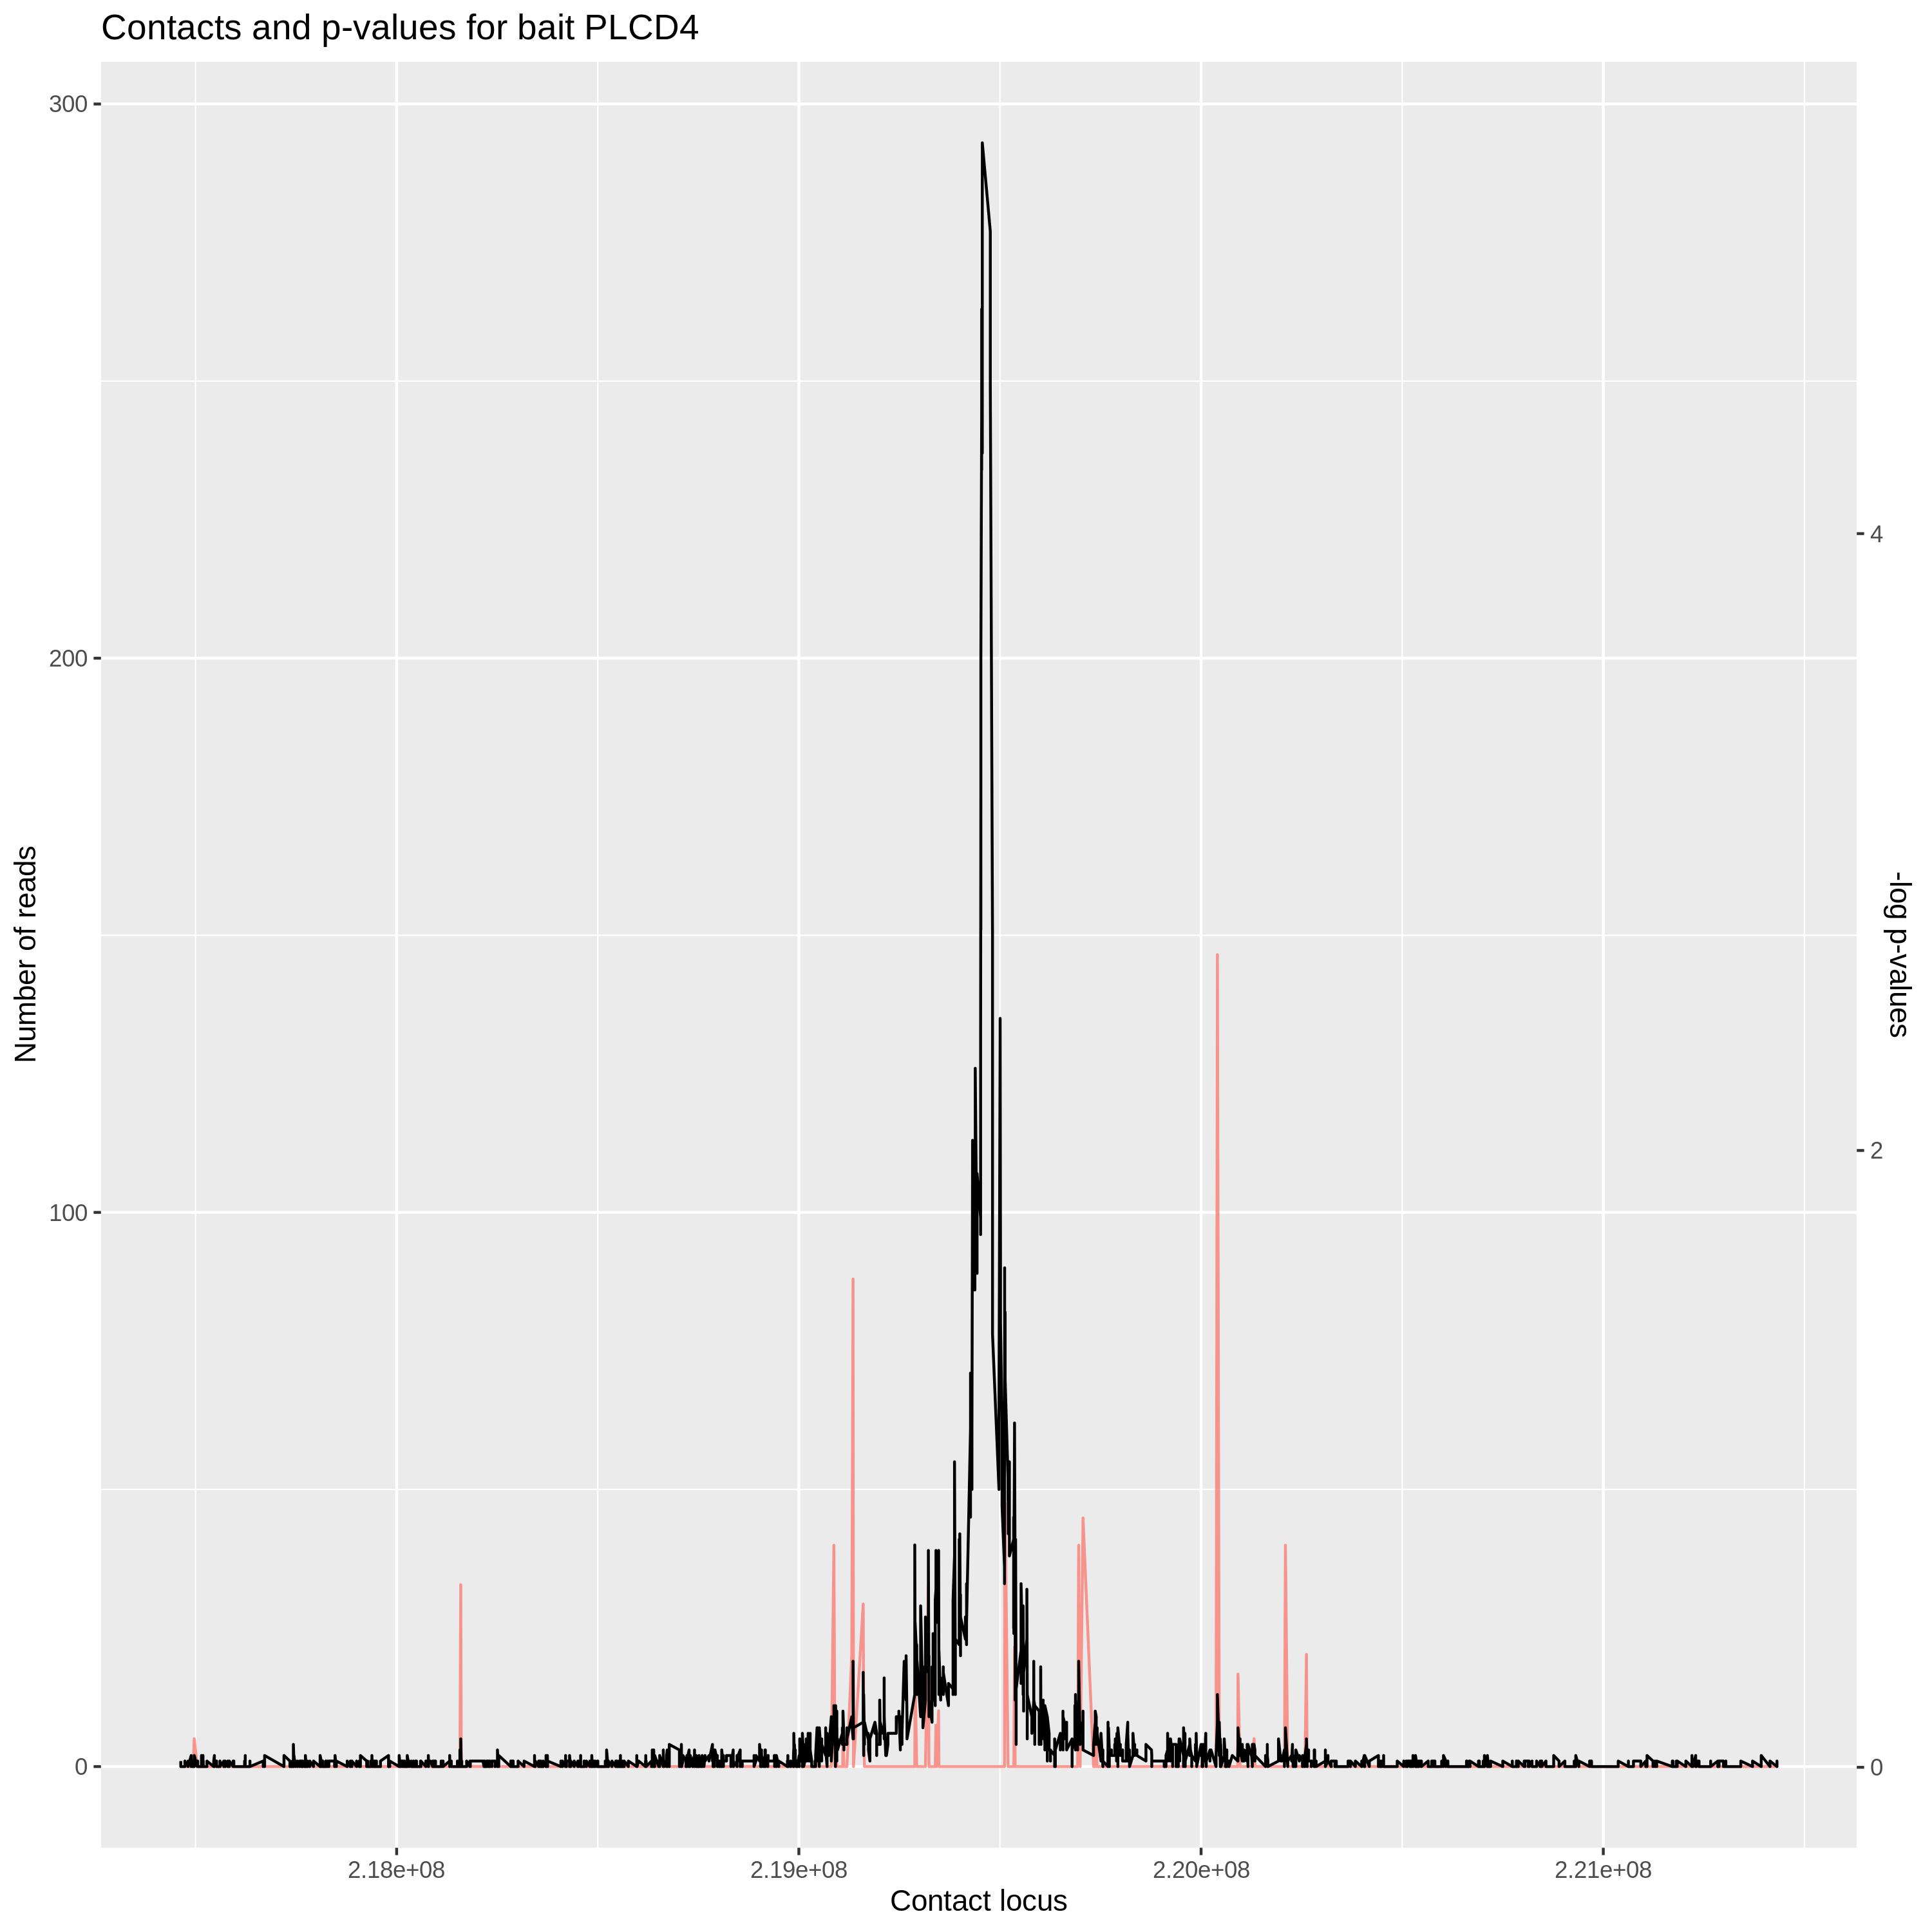 Contacts and p-values for bait PLCD4
300
200
100
0
Number of reads
4
2
0
-log p-values
2.18e+08
2.19e+08
2.20e+08
2.21e+08
Contact locus